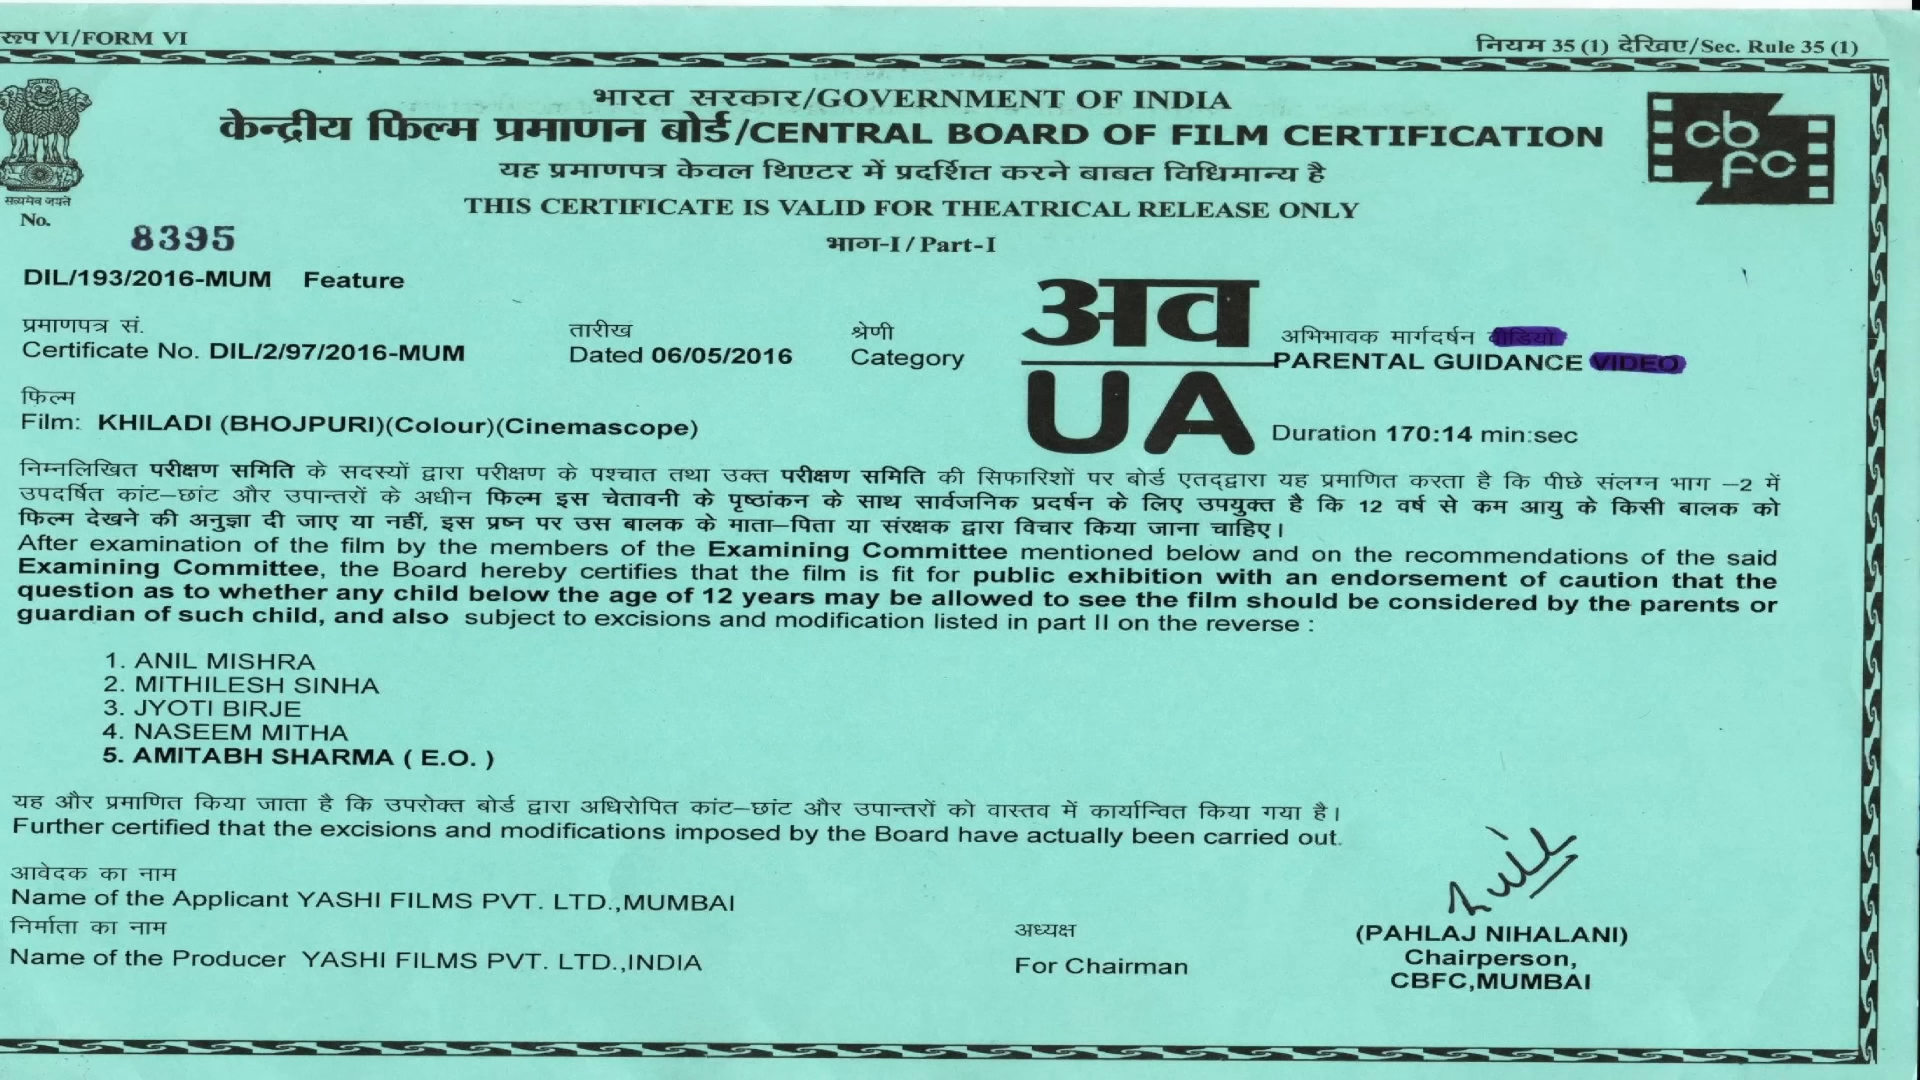 रूप VI/FORM VI
नियम 35 (1) देखिए/Sec. Rule 35 (1)
भारत सरकार/GOVERNMENT OF INDIA
केन्द्रीय फिल्म प्रमाणन बोर्ड/CENTRAL BOARD OF FILM CERTIFICATION
cb
fc
यह प्रमाणपत्र केवल थिएटर में प्रदर्शित करने बाबत विधिमान्य है
सत्यमेव जयते
THIS CERTIFICATE IS VALID FOR THEATRICAL RELEASE ONLY
No.
8395
भाग-I / Part-I
DIL/193/2016-MUM Feature
अव
UA
प्रमाणपत्र सं.
Certificate No. DIL/2/97/2016-MUM
तारीख
Dated 06/05/2016
श्रेणी
Category
अभिभावक मार्गदर्षन वीडियो
PARENTAL GUIDANCE VIDEO
फिल्म
Film: KHILADI (BHOJPURI)(Colour)(Cinemascope)
Duration 170:14 min:sec
निम्नलिखित परीक्षण समिति के सदस्यों द्वारा परीक्षण के पश्चात तथा उक्त परीक्षण समिति की सिफारिशों पर बोर्ड एतद्द्वारा यह प्रमाणित करता है कि पीछे संलग्न भाग –2 में
उपदर्षित कांट–छांट और उपान्तरों के अधीन फिल्म इस चेतावनी के पृष्ठांकन के साथ सार्वजनिक प्रदर्षन के लिए उपयुक्त है कि 12 वर्ष से कम आयु के किसी बालक को
फिल्म देखने की अनुज्ञा दी जाए या नहीं, इस प्रष्न पर उस बालक के माता–पिता या संरक्षक द्वारा विचार किया जाना चाहिए।
After examination of the film by the members of the Examining Committee mentioned below and on the recommendations of the said
Examining Committee, the Board hereby certifies that the film is fit for public exhibition with an endorsement of caution that the
question as to whether any child below the age of 12 years may be allowed to see the film should be considered by the parents or
guardian of such child, and also subject to excisions and modification listed in part II on the reverse :
1. ANIL MISHRA
2. MITHILESH SINHA
3. JYOTI BIRJE
4. NASEEM MITHA
5. AMITABH SHARMA ( E.O. )
यह और प्रमाणित किया जाता है कि उपरोक्त बोर्ड द्वारा अधिरोपित कांट–छांट और उपान्तरों को वास्तव में कार्यान्वित किया गया है।
Further certified that the excisions and modifications imposed by the Board have actually been carried out.
आवेदक का नाम
Name of the Applicant YASHI FILMS PVT. LTD.,MUMBAI
निर्माता का नाम
Name of the Producer YASHI FILMS PVT. LTD.,INDIA
अध्यक्ष
For Chairman
(PAHLAJ NIHALANI)
Chairperson,
CBFC,MUMBAI